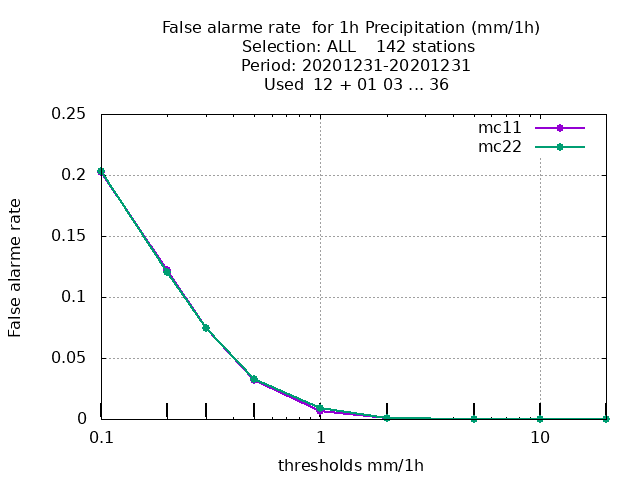 False alarme rate  for 1h Precipitation (mm/1h)
Selection: ALL    142 stations
Period: 20201231-20201231
Used  12 + 01 03 ... 36
mc11
mc22
0.25
0.2
0.15
0.1
0.05
0
False alarme rate
0.1
1
10
thresholds mm/1h